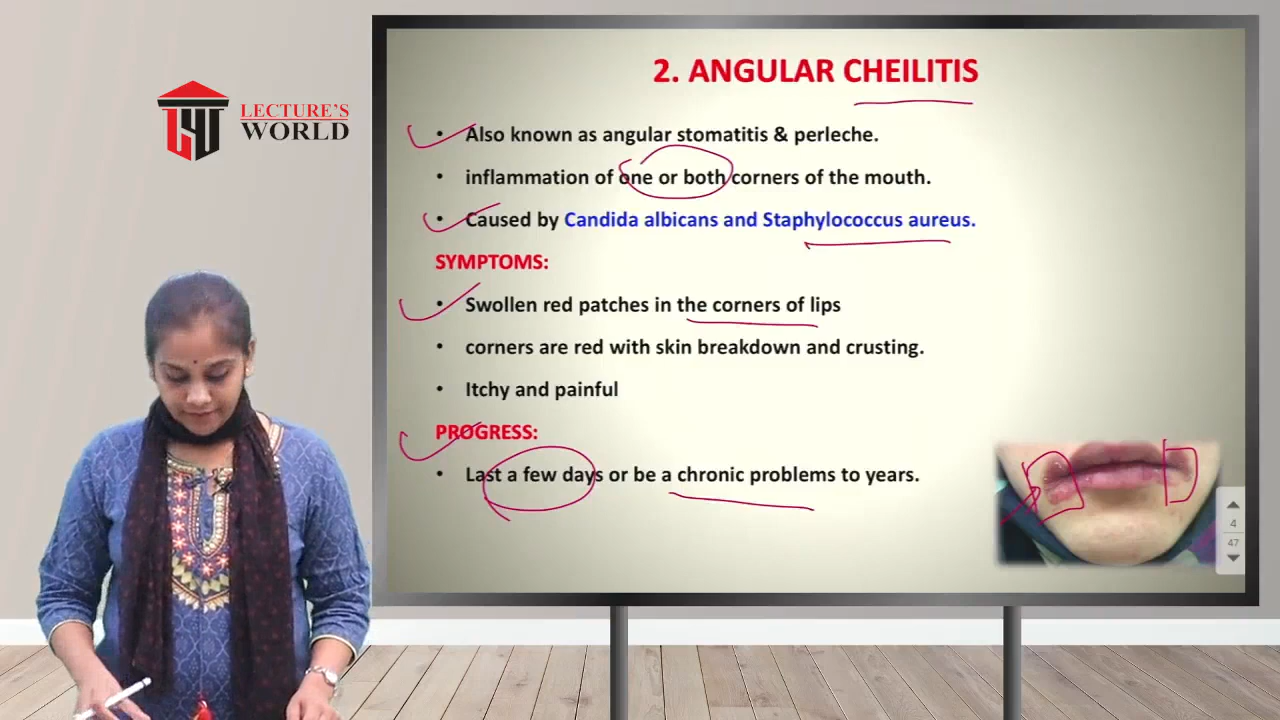 LECTURE'S
WORLD
2. ANGULAR CHEILITIS
• Also known as angular stomatitis & perleche.
• inflammation of one or both corners of the mouth.
• Caused by Candida albicans and Staphylococcus aureus.
SYMPTOMS:
• Swollen red patches in the corners of lips
• corners are red with skin breakdown and crusting.
• Itchy and painful
PROGRESS:
• Last a few days or be a chronic problems to years.
4
47